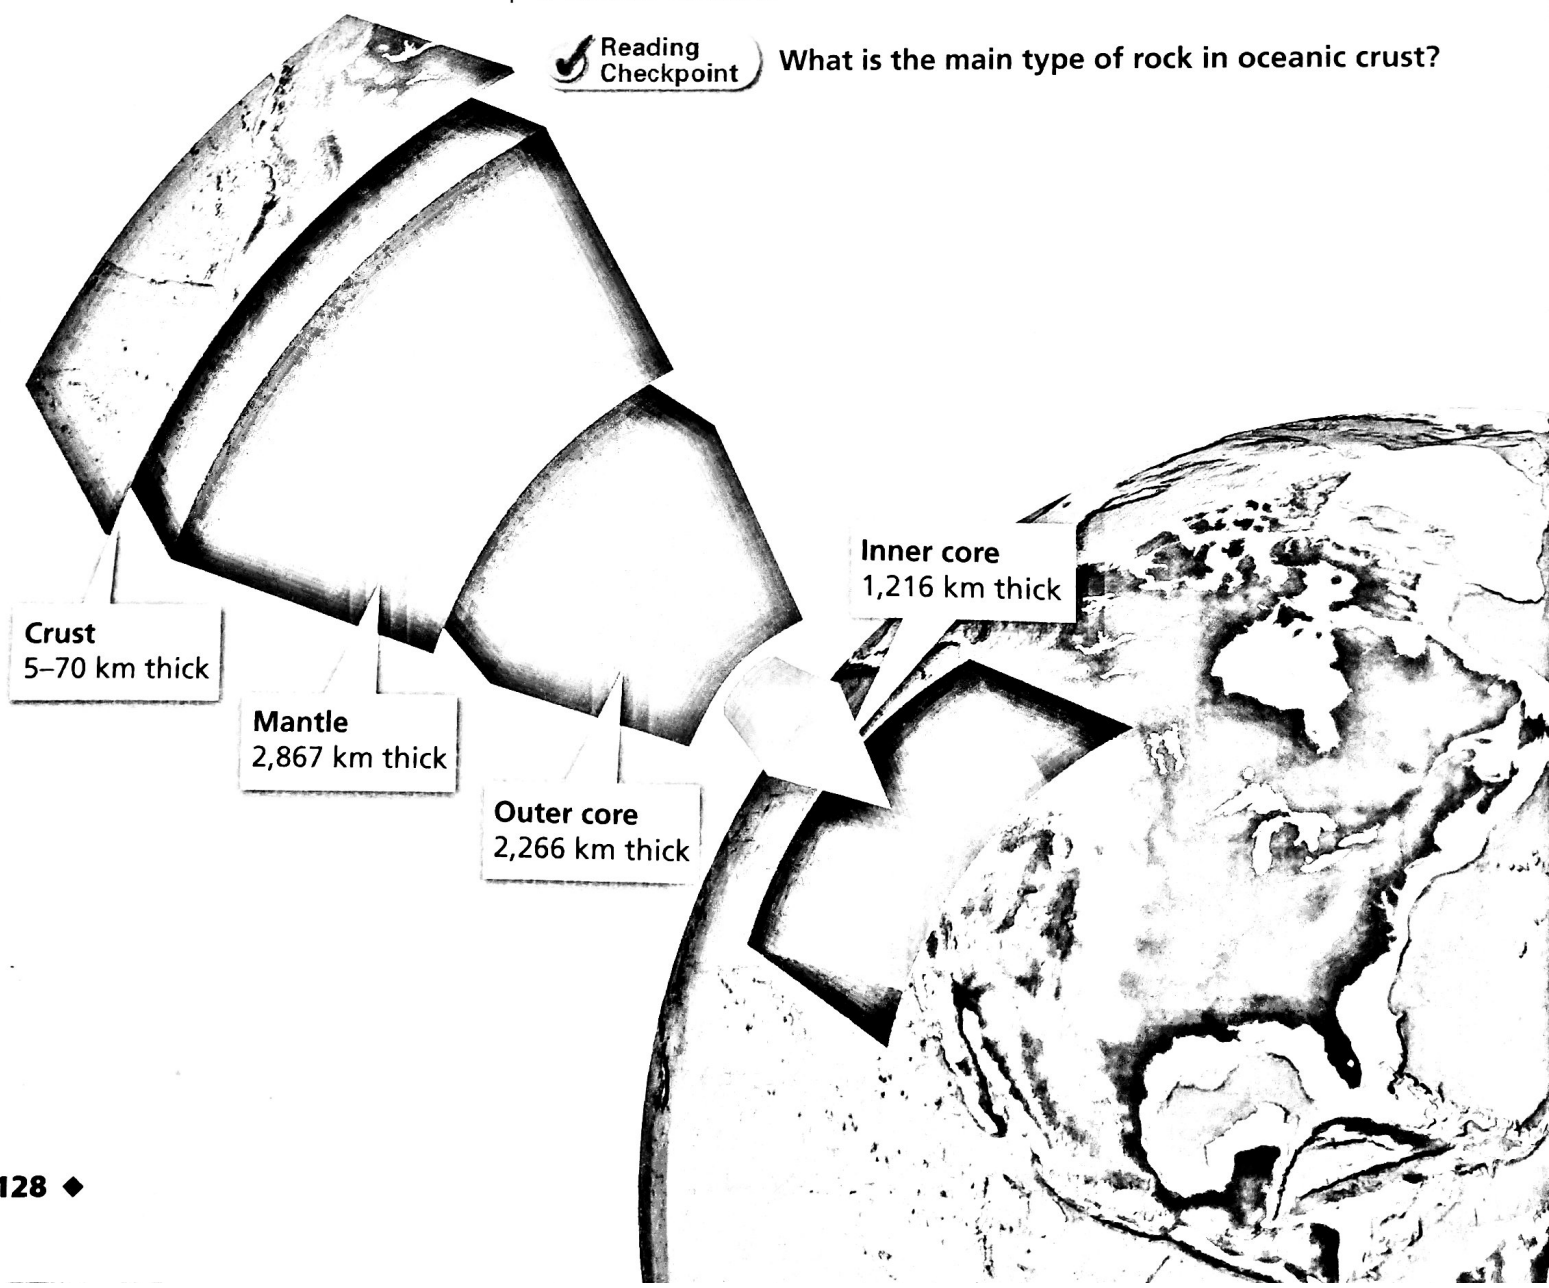 Reading
Checkpoint
What is the main type of rock in oceanic crust?
Inner core
1,216 km thick
Crust
5–70 km thick
Mantle
2,867 km thick
Outer core
2,266 km thick
128 ◆